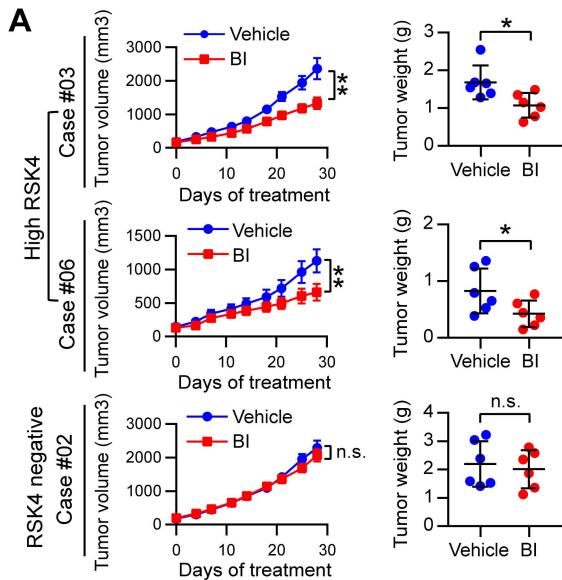 A
High RSK4
Case #03
Tumor volume (mm3)
3000
2000
1000
0
Vehicle
BI
**
0 10 20 30
Days of treatment
Tumor weight (g)
3
2
1
0
*
Vehicle BI
Case #06
Tumor volume (mm3)
1500
1000
500
0
Vehicle
BI
**
0 10 20 30
Days of treatment
Tumor weight (g)
2
1
0
*
Vehicle BI
RSK4 negative
Case #02
Tumor volume (mm3)
3000
2000
1000
0
Vehicle
BI
n.s.
0 10 20 30
Days of treatment
Tumor weight (g)
4
3
2
1
0
n.s.
Vehicle BI